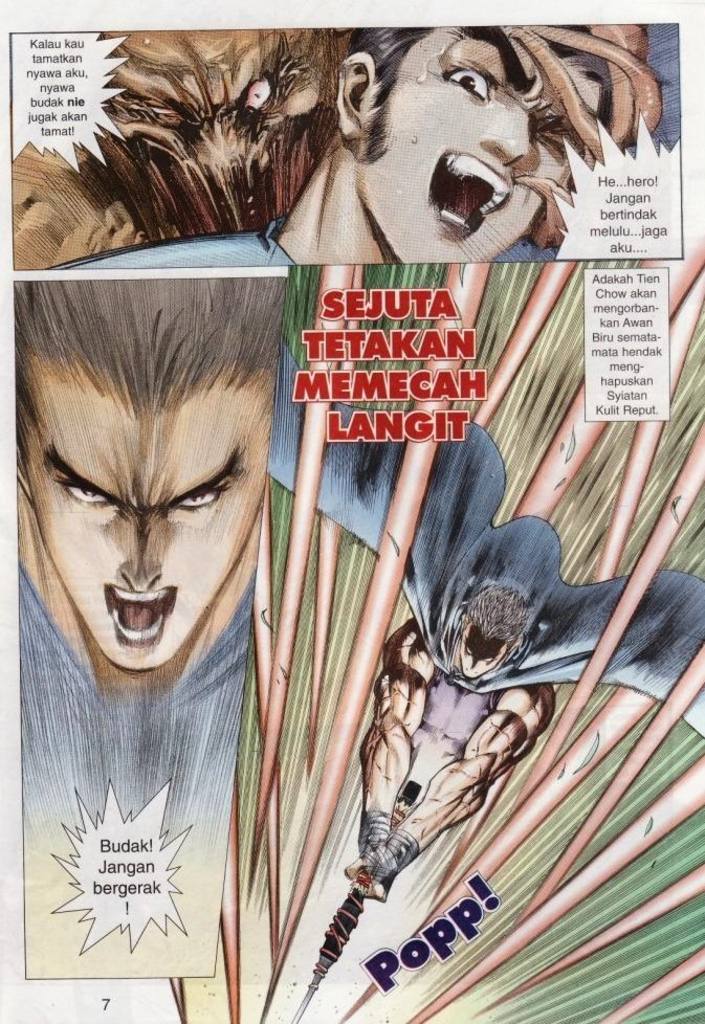 Kalau kau
tamatkan
nyawa aku,
nyawa
budak nie
jugak akan
tamat!
He...hero!
Jangan
bertindak
melulu...jaga
aku....
SEJUTA
TETAKAN
MEMECAH
LANGIT
Adakah Tien
Chow akan
mengorban-
kan Awan
Biru semata-
mata hendak
meng-
hapuskan
Syiatan
Kulit Reput.
Budak!
Jangan
bergerak
!
Popp!
7